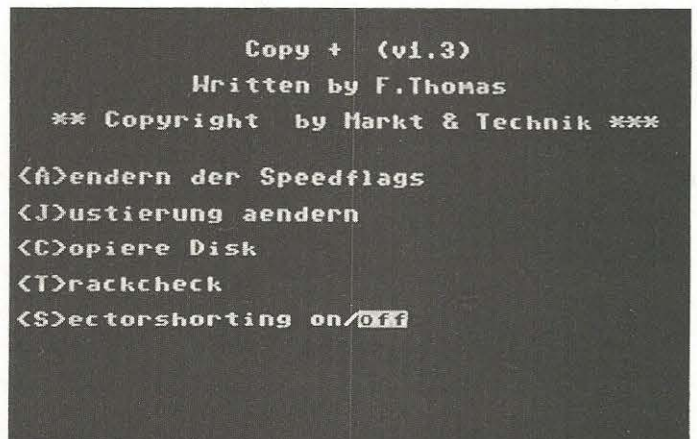 Copy + (v1.3)
Written by F.Thomas
** Copyright by Markt & Technik ***
<A>endern der Speedflags
<J>ustierung aendern
<C>opiere Disk
<T>rackcheck
<S>ectorshorting on/off